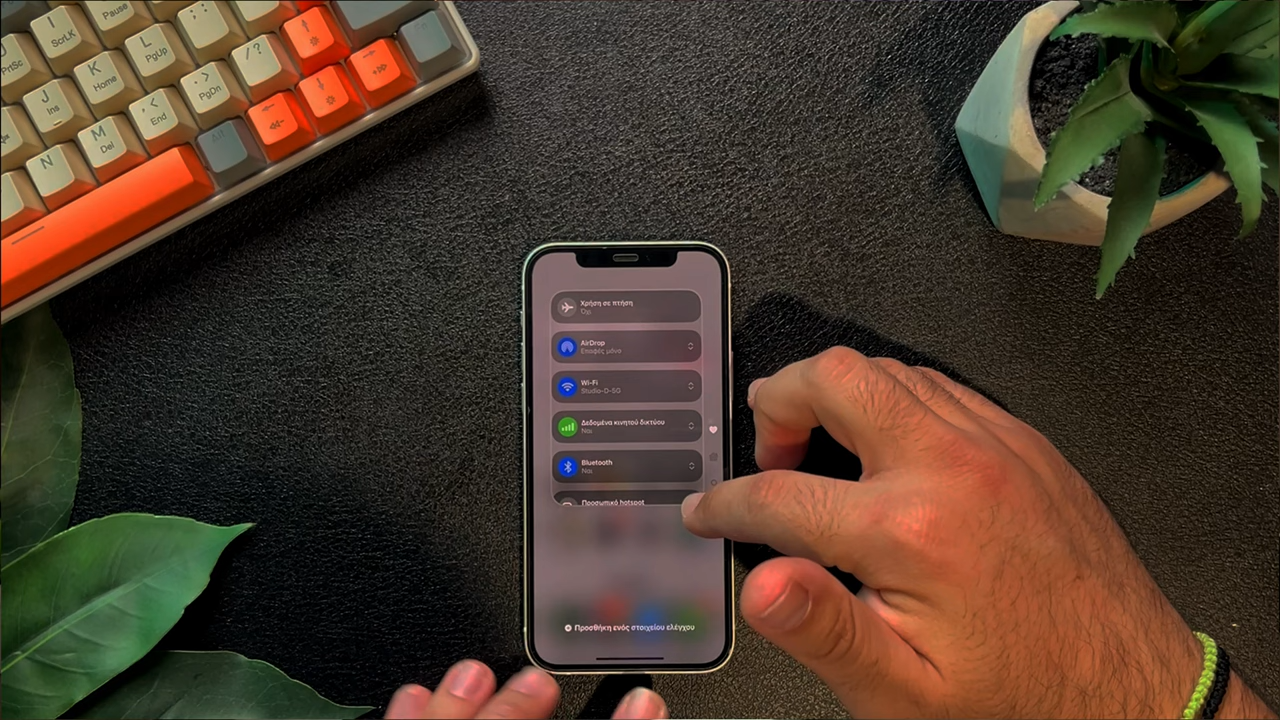 Pause
I
ScrLK
PrtSc
L
PgUp
/?
K
Home
.>
PgDn
J
Ins
,<
End
M
Del
Alt
N
Χρήση σε πτήση
Όχι
AirDrop
Επαφές μόνο
Wi-Fi
Studio-D-5G
Δεδομένα κινητού δικτύου
Ναι
Bluetooth
Ναι
Προσωπικό hotspot
Προσθήκη ενός στοιχείου ελέγχου